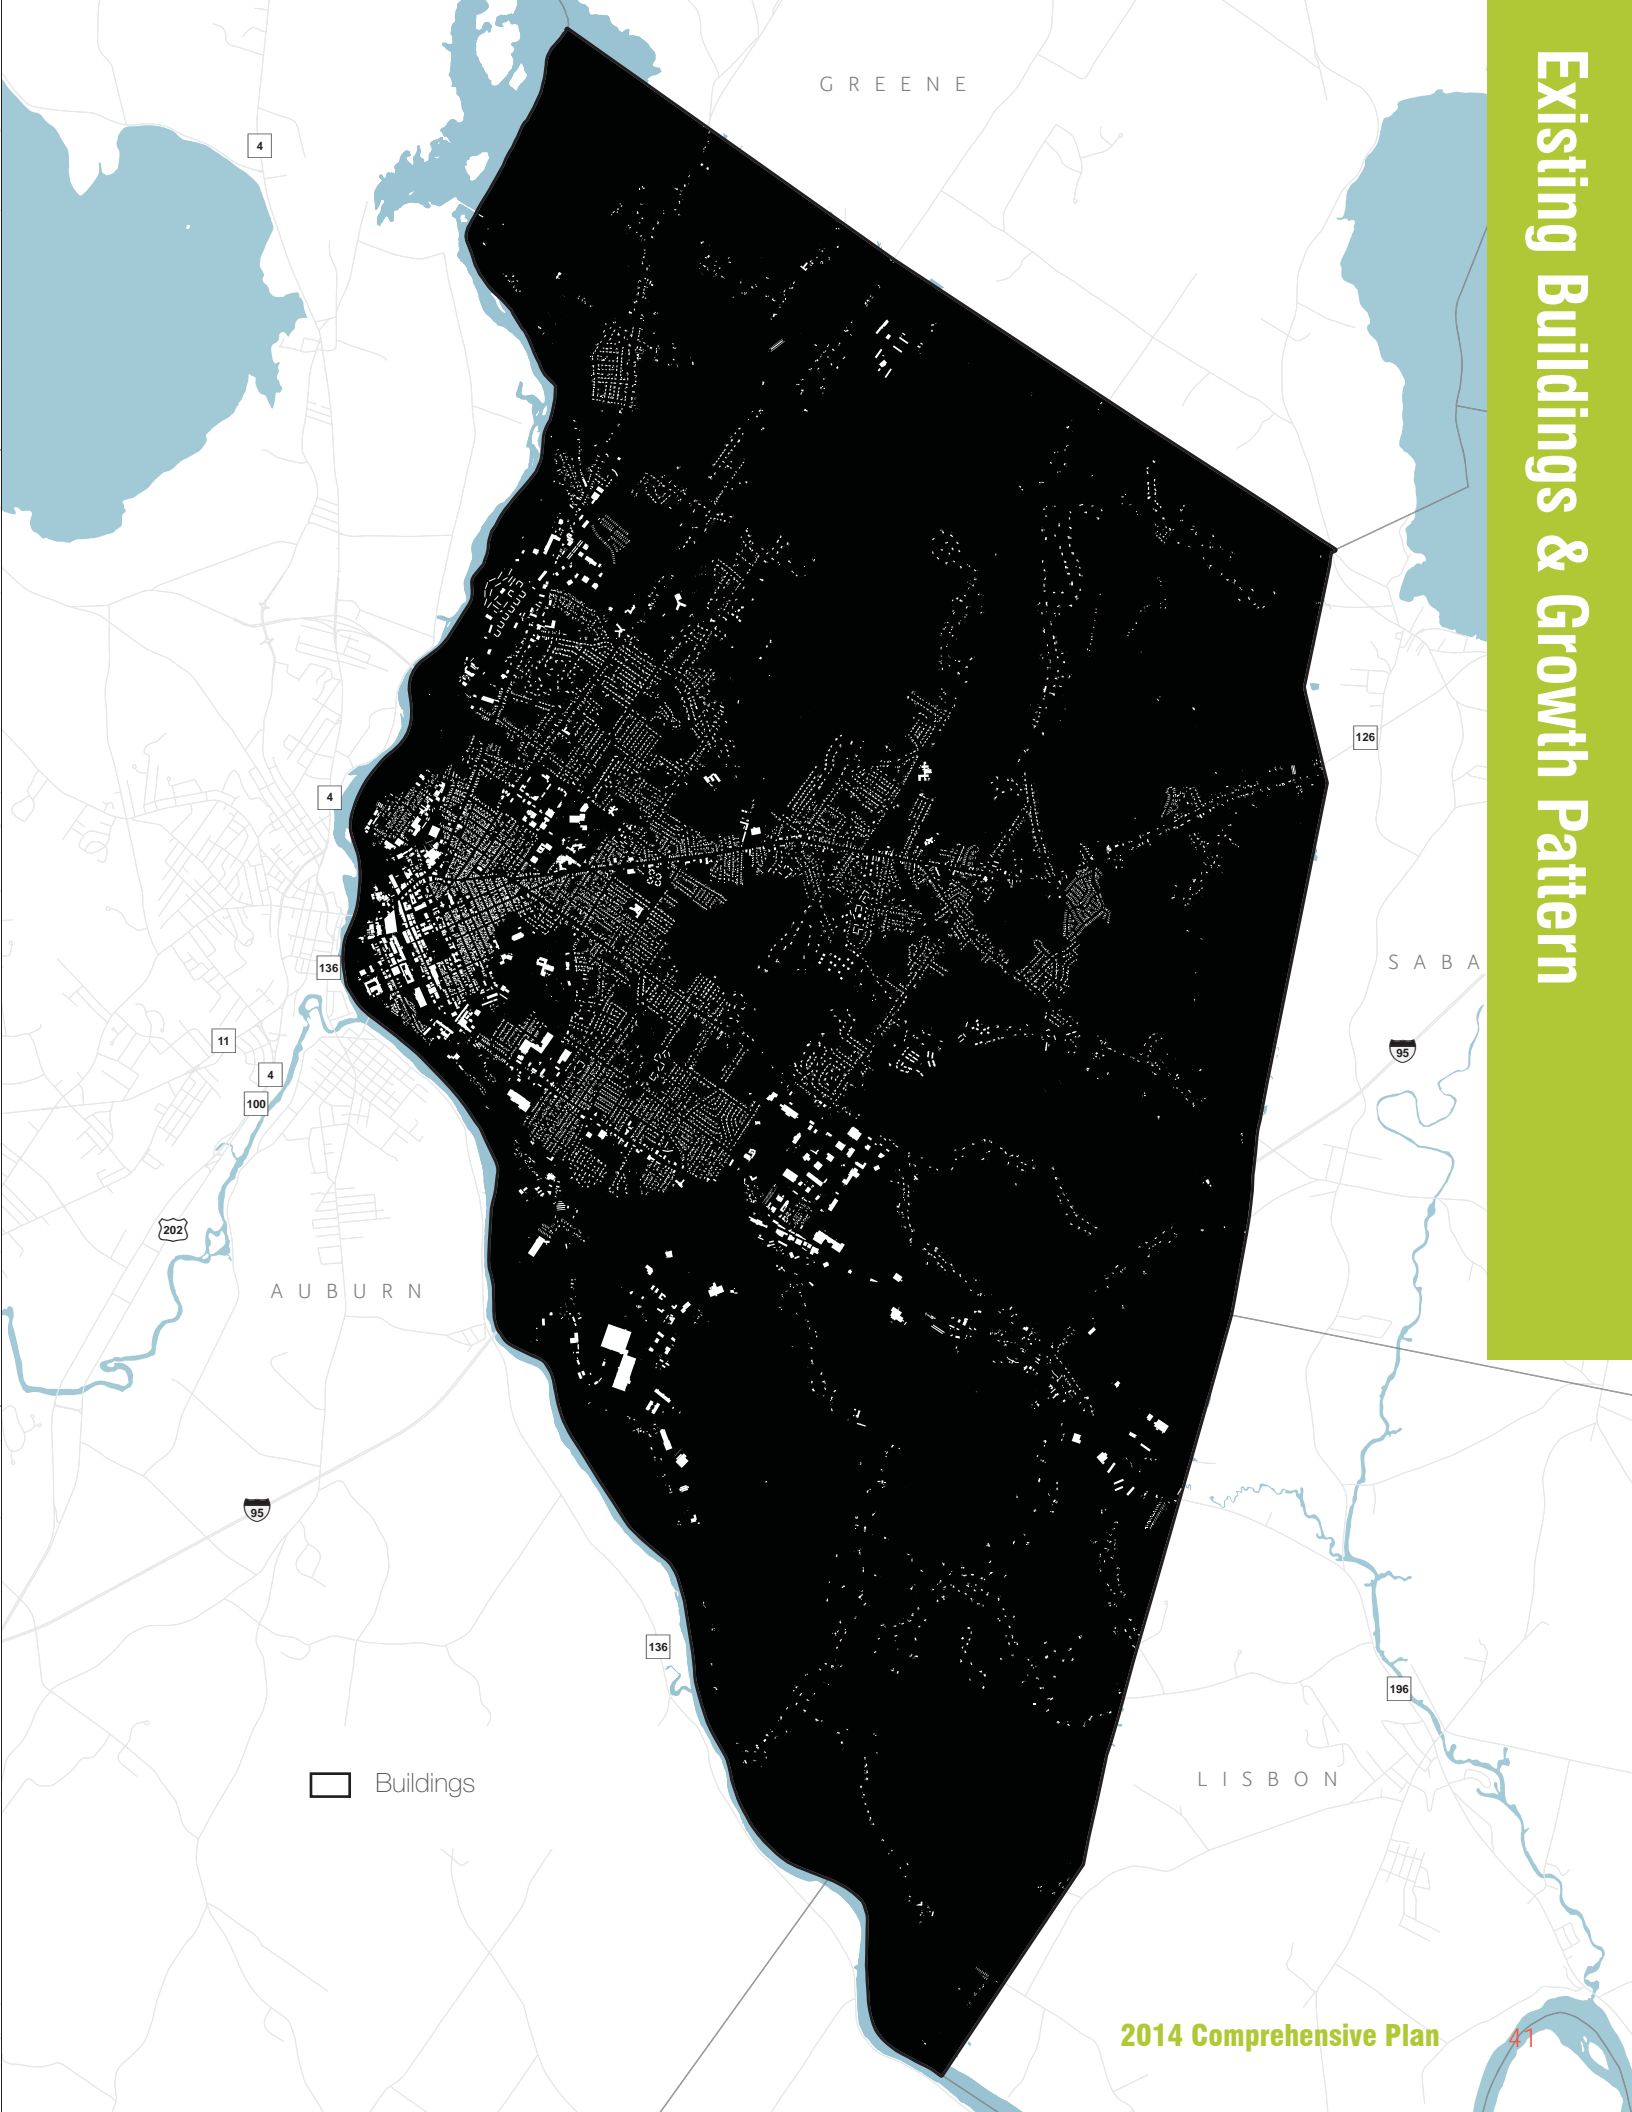 Existing Buildings & Growth Pattern
GREENE
4
126
4
SABA
136
11
95
4
100
202
AUBURN
95
136
196
LISBON
Buildings
2014 Comprehensive Plan
41